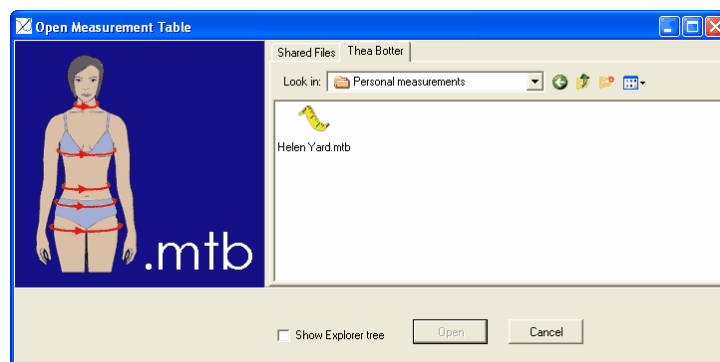 Open Measurement Table
Shared Files
Thea Botter
Look in:
Personal measurements
Helen Yard.mtb
.mtb
Show Explorer tree
Open
Cancel